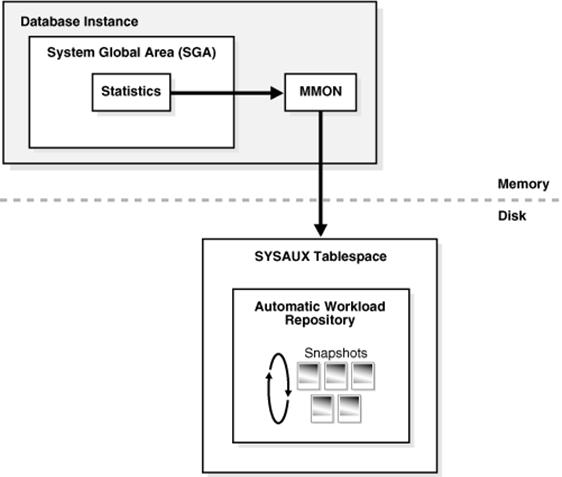 Database Instance
System Global Area (SGA)
Statistics
MMON
Memory
Disk
SYSAUX Tablespace
Automatic Workload
Repository
Snapshots